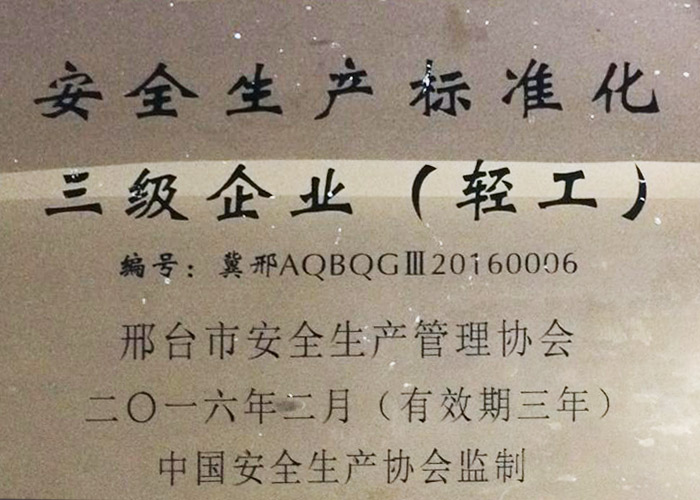 安全生产标准化
三级企业（轻工）
编号：冀邢AQBQGⅢ20160006
邢台市安全生产管理协会
二〇一六年二月（有效期三年）
中国安全生产协会监制